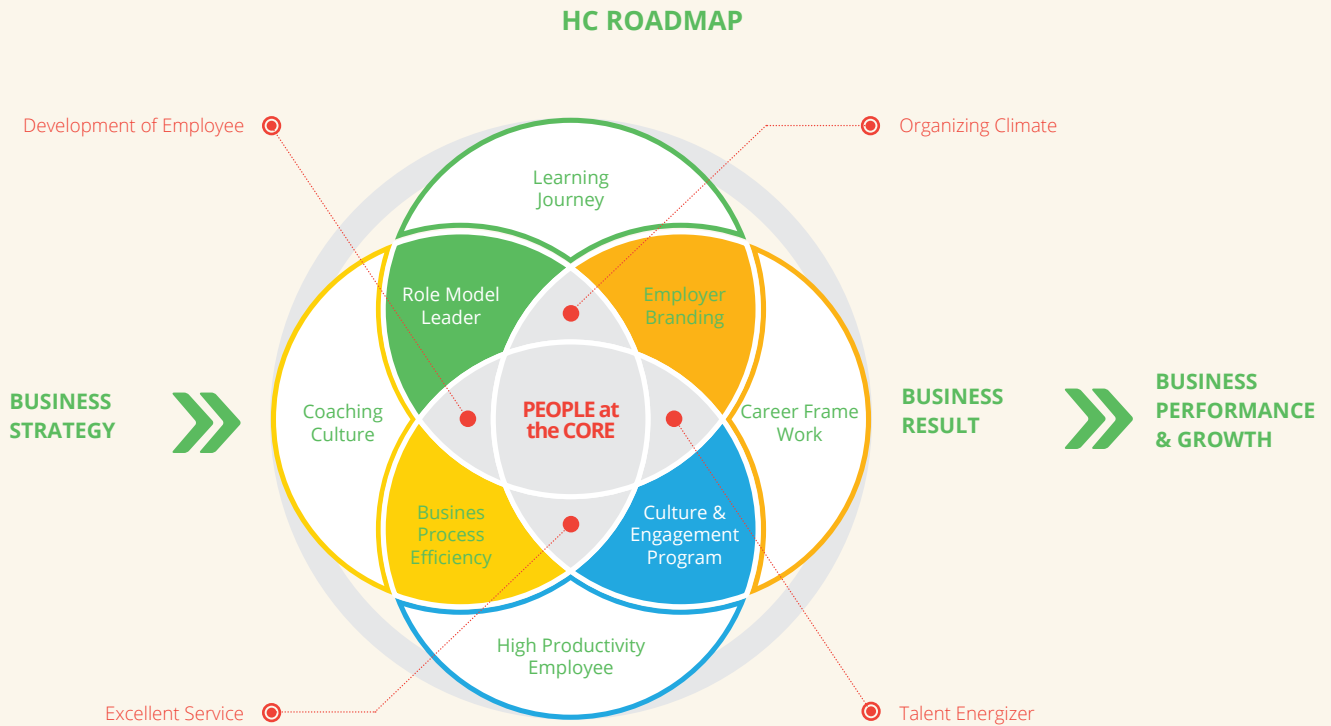 HC ROADMAP
Development of Employee
Organizing Climate
Learning
Journey
Role Model
Leader
Employer
Branding
BUSINESS
STRATEGY
Coaching
Culture
PEOPLE at
the CORE
Career Frame
Work
BUSINESS
RESULT
BUSINESS
PERFORMANCE
& GROWTH
Busines
Process
Efficiency
Culture &
Engagement
Program
High Productivity
Employee
Excellent Service
Talent Energizer